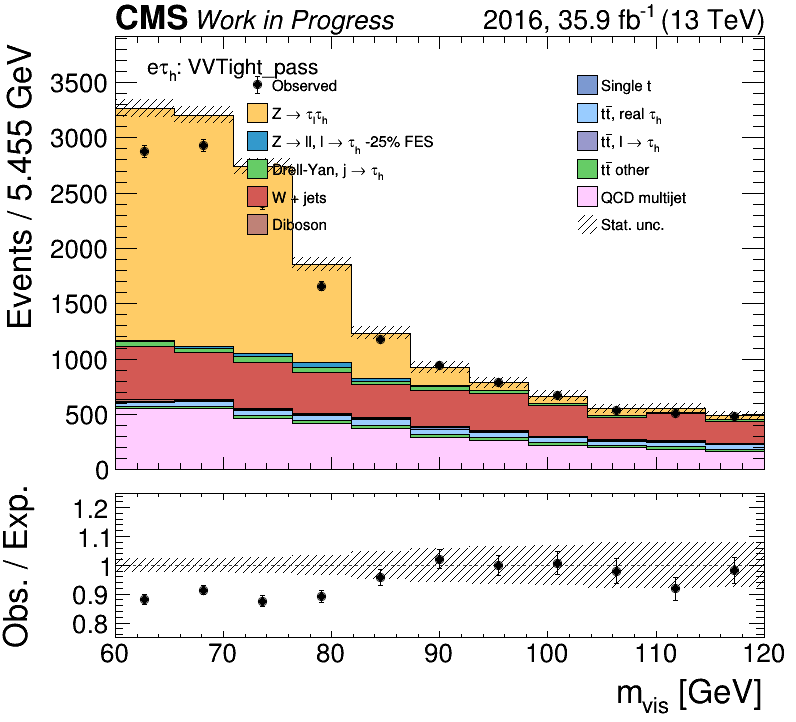 CMS Work in Progress 2016, 35.9 fb⁻¹ (13 TeV)
Events / 5.455 GeV
eτh: VVTight_pass
Observed
Z → τlτh
Z → ll, l → τh -25% FES
Drell-Yan, j → τh
W + jets
Diboson
Single t
tt̄, real τh
tt̄, l → τh
tt̄ other
QCD multijet
Stat. unc.
3500
3000
2500
2000
1500
1000
500
0
Obs. / Exp.
1.2
1.1
1
0.9
0.8
60 70 80 90 100 110 120
mvis [GeV]